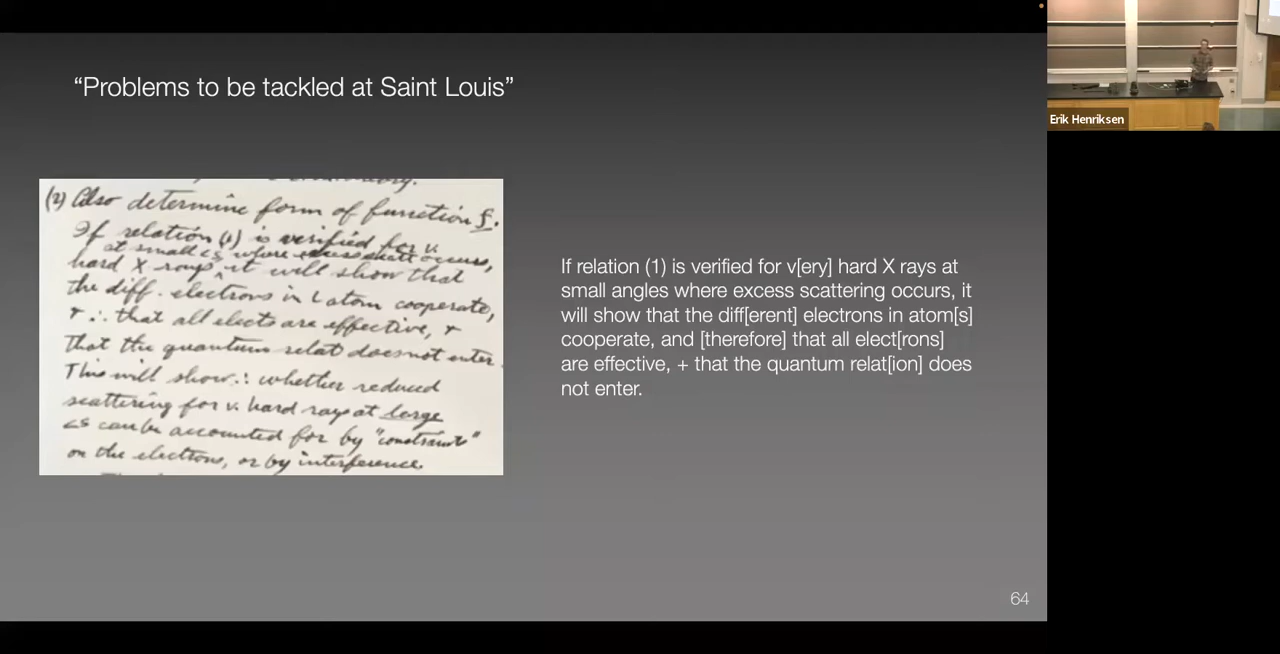 “Problems to be tackled at Saint Louis”
(2) Also determine form of function f.
If relation (1) is verified for v.
at small ∠s where excess scatt occurs,
hard X rays ^ it will show that
the diff. electrons in atom cooperate,
+ ∴ that all elects are effective, +
that the quantum relat does not enter.
This will show ∴ whether reduced
scattering for v. hard rays at large
∠s can be accounted for by "constraints"
on the electrons, or by interference.
If relation (1) is verified for v[ery] hard X rays at
small angles where excess scattering occurs, it
will show that the diff[erent] electrons in atom[s]
cooperate, and [therefore] that all elect[rons]
are effective, + that the quantum relat[ion] does
not enter.
64
Erik Henriksen